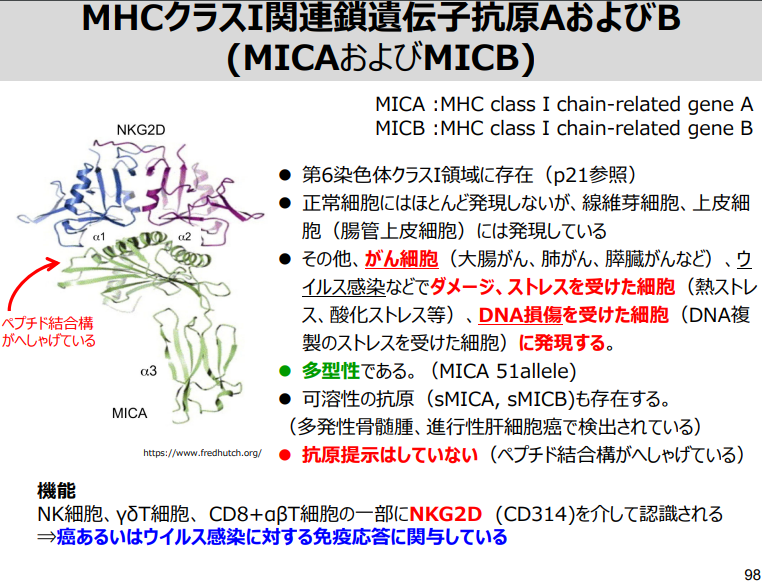 MHCクラスI関連鎖遺伝子抗原AおよびB
(MICAおよびMICB)
MICA :MHC class I chain-related gene A
MICB :MHC class I chain-related gene B
NKG2D
α1
α2
ペプチド結合構
がへしゃげている
α3
MICA
https://www.fredhutch.org/
● 第6染色体クラスI領域に存在（p21参照）
● 正常細胞にはほとんど発現しないが、線維芽細胞、上皮細
胞（腸管上皮細胞）には発現している
● その他、がん細胞（大腸がん、肺がん、膵臓がんなど）、ウ
イルス感染などでダメージ、ストレスを受けた細胞（熱ストレ
ス、酸化ストレス等）、DNA損傷を受けた細胞（DNA複
製のストレスを受けた細胞）に発現する。
● 多型性である。（MICA 51allele)
● 可溶性の抗原（sMICA, sMICB)も存在する。
（多発性骨髄腫、進行性肝細胞癌で検出されている）
● 抗原提示はしていない（ペプチド結合構がへしゃげている）
機能
NK細胞、γδT細胞、 CD8+αβT細胞の一部にNKG2D (CD314)を介して認識される
⇒癌あるいはウイルス感染に対する免疫応答に関与している
98